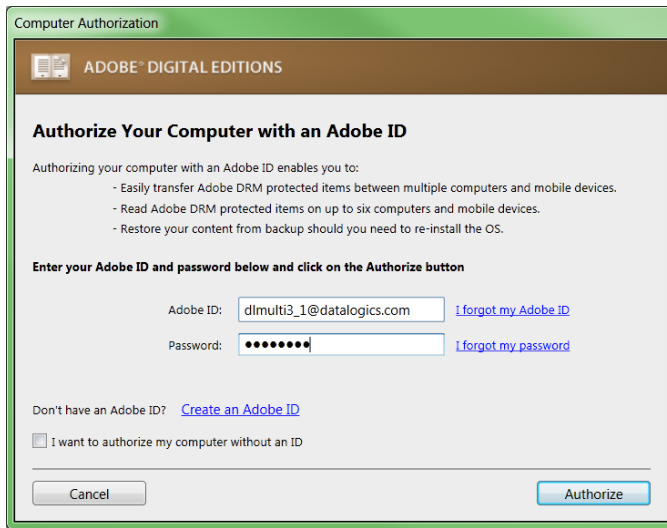 Computer Authorization
ADOBE® DIGITAL EDITIONS
Authorize Your Computer with an Adobe ID
Authorizing your computer with an Adobe ID enables you to:
- Easily transfer Adobe DRM protected items between multiple computers and mobile devices.
- Read Adobe DRM protected items on up to six computers and mobile devices.
- Restore your content from backup should you need to re-install the OS.
Enter your Adobe ID and password below and click on the Authorize button
Adobe ID: dlmulti3_1@datalogics.com I forgot my Adobe ID
Password: ●●●●●●●● I forgot my password
Don't have an Adobe ID? Create an Adobe ID
I want to authorize my computer without an ID
Cancel Authorize